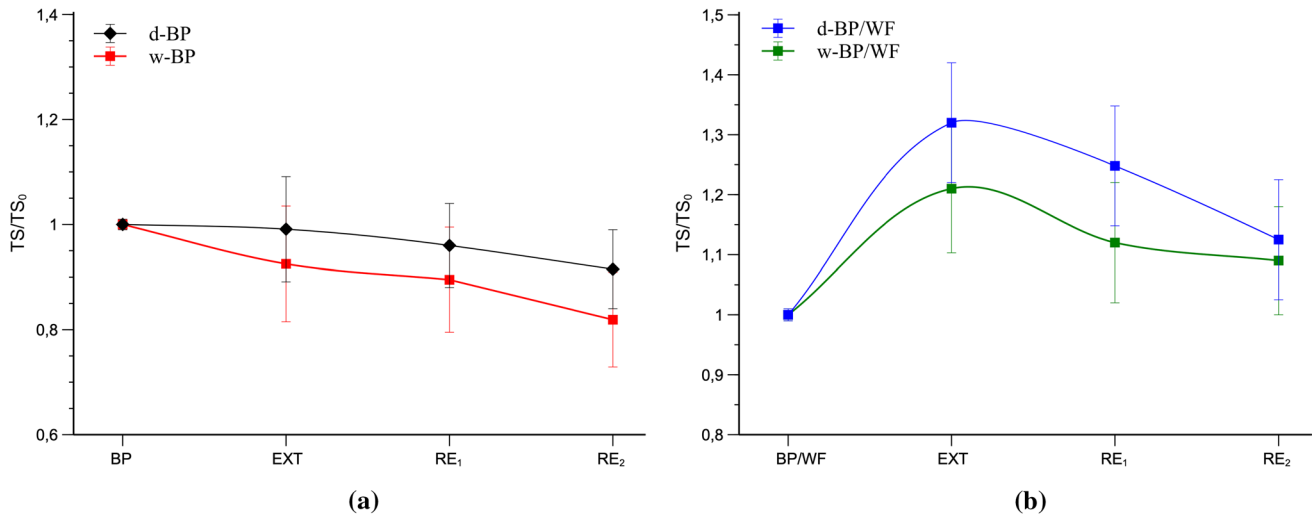 1,4
d-BP
w-BP
1,2
1
0,8
0,6
TS/TS₀
BP EXT RE₁ RE₂
(a)
1,5
d-BP/WF
w-BP/WF
1,4
1,3
1,2
1,1
1
0,9
0,8
TS/TS₀
BP/WF EXT RE₁ RE₂
(b)